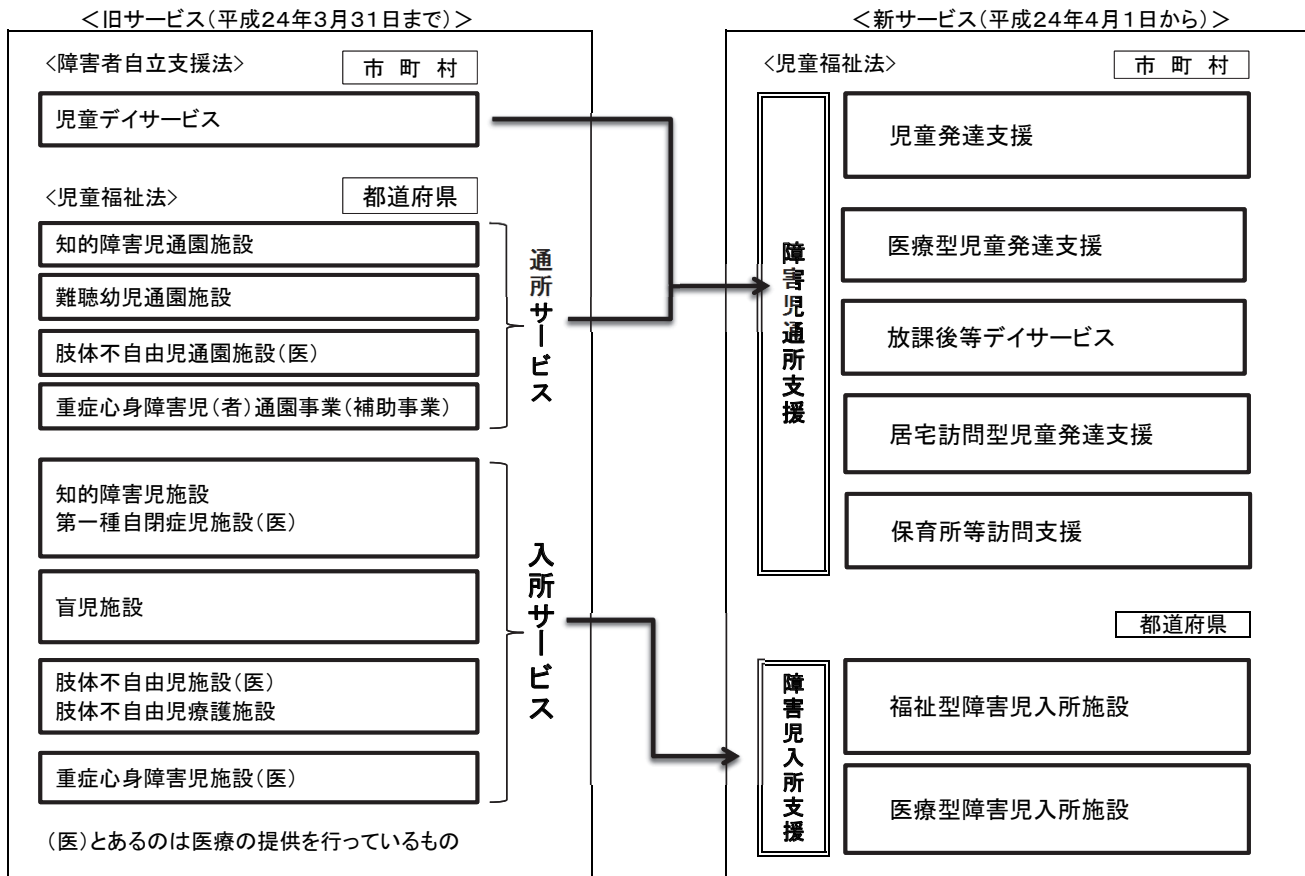 <旧サービス(平成24年3月31日まで)>
<障害者自立支援法>
市 町 村
児童デイサービス
<児童福祉法>
都道府県
知的障害児通園施設
難聴幼児通園施設
肢体不自由児通園施設(医)
重症心身障害児(者)通園事業(補助事業)
通所サービス
知的障害児施設
第一種自閉症児施設(医)
盲児施設
肢体不自由児施設(医)
肢体不自由児療護施設
重症心身障害児施設(医)
入所サービス
(医)とあるのは医療の提供を行っているもの
<新サービス(平成24年4月1日から)>
<児童福祉法>
市 町 村
障害児通所支援
児童発達支援
医療型児童発達支援
放課後等デイサービス
居宅訪問型児童発達支援
保育所等訪問支援
都道府県
障害児入所支援
福祉型障害児入所施設
医療型障害児入所施設